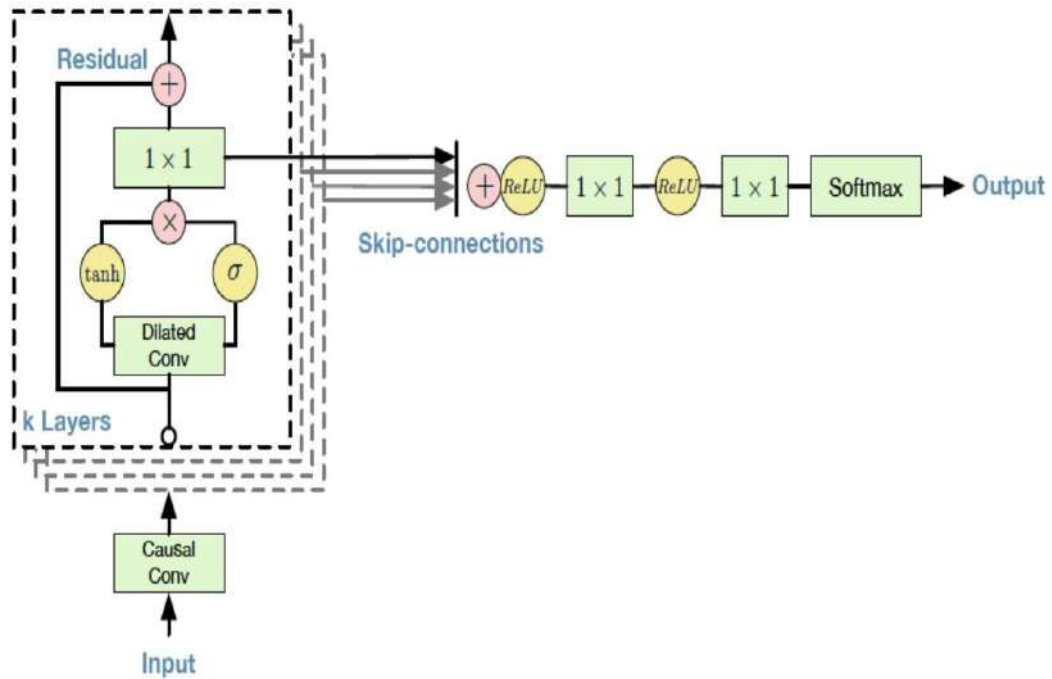 Residual
+
1 × 1
×
tanh
σ
Dilated
Conv
k Layers
Causal
Conv
Input
+
ReLU
1 × 1
ReLU
1 × 1
Softmax
Output
Skip-connections